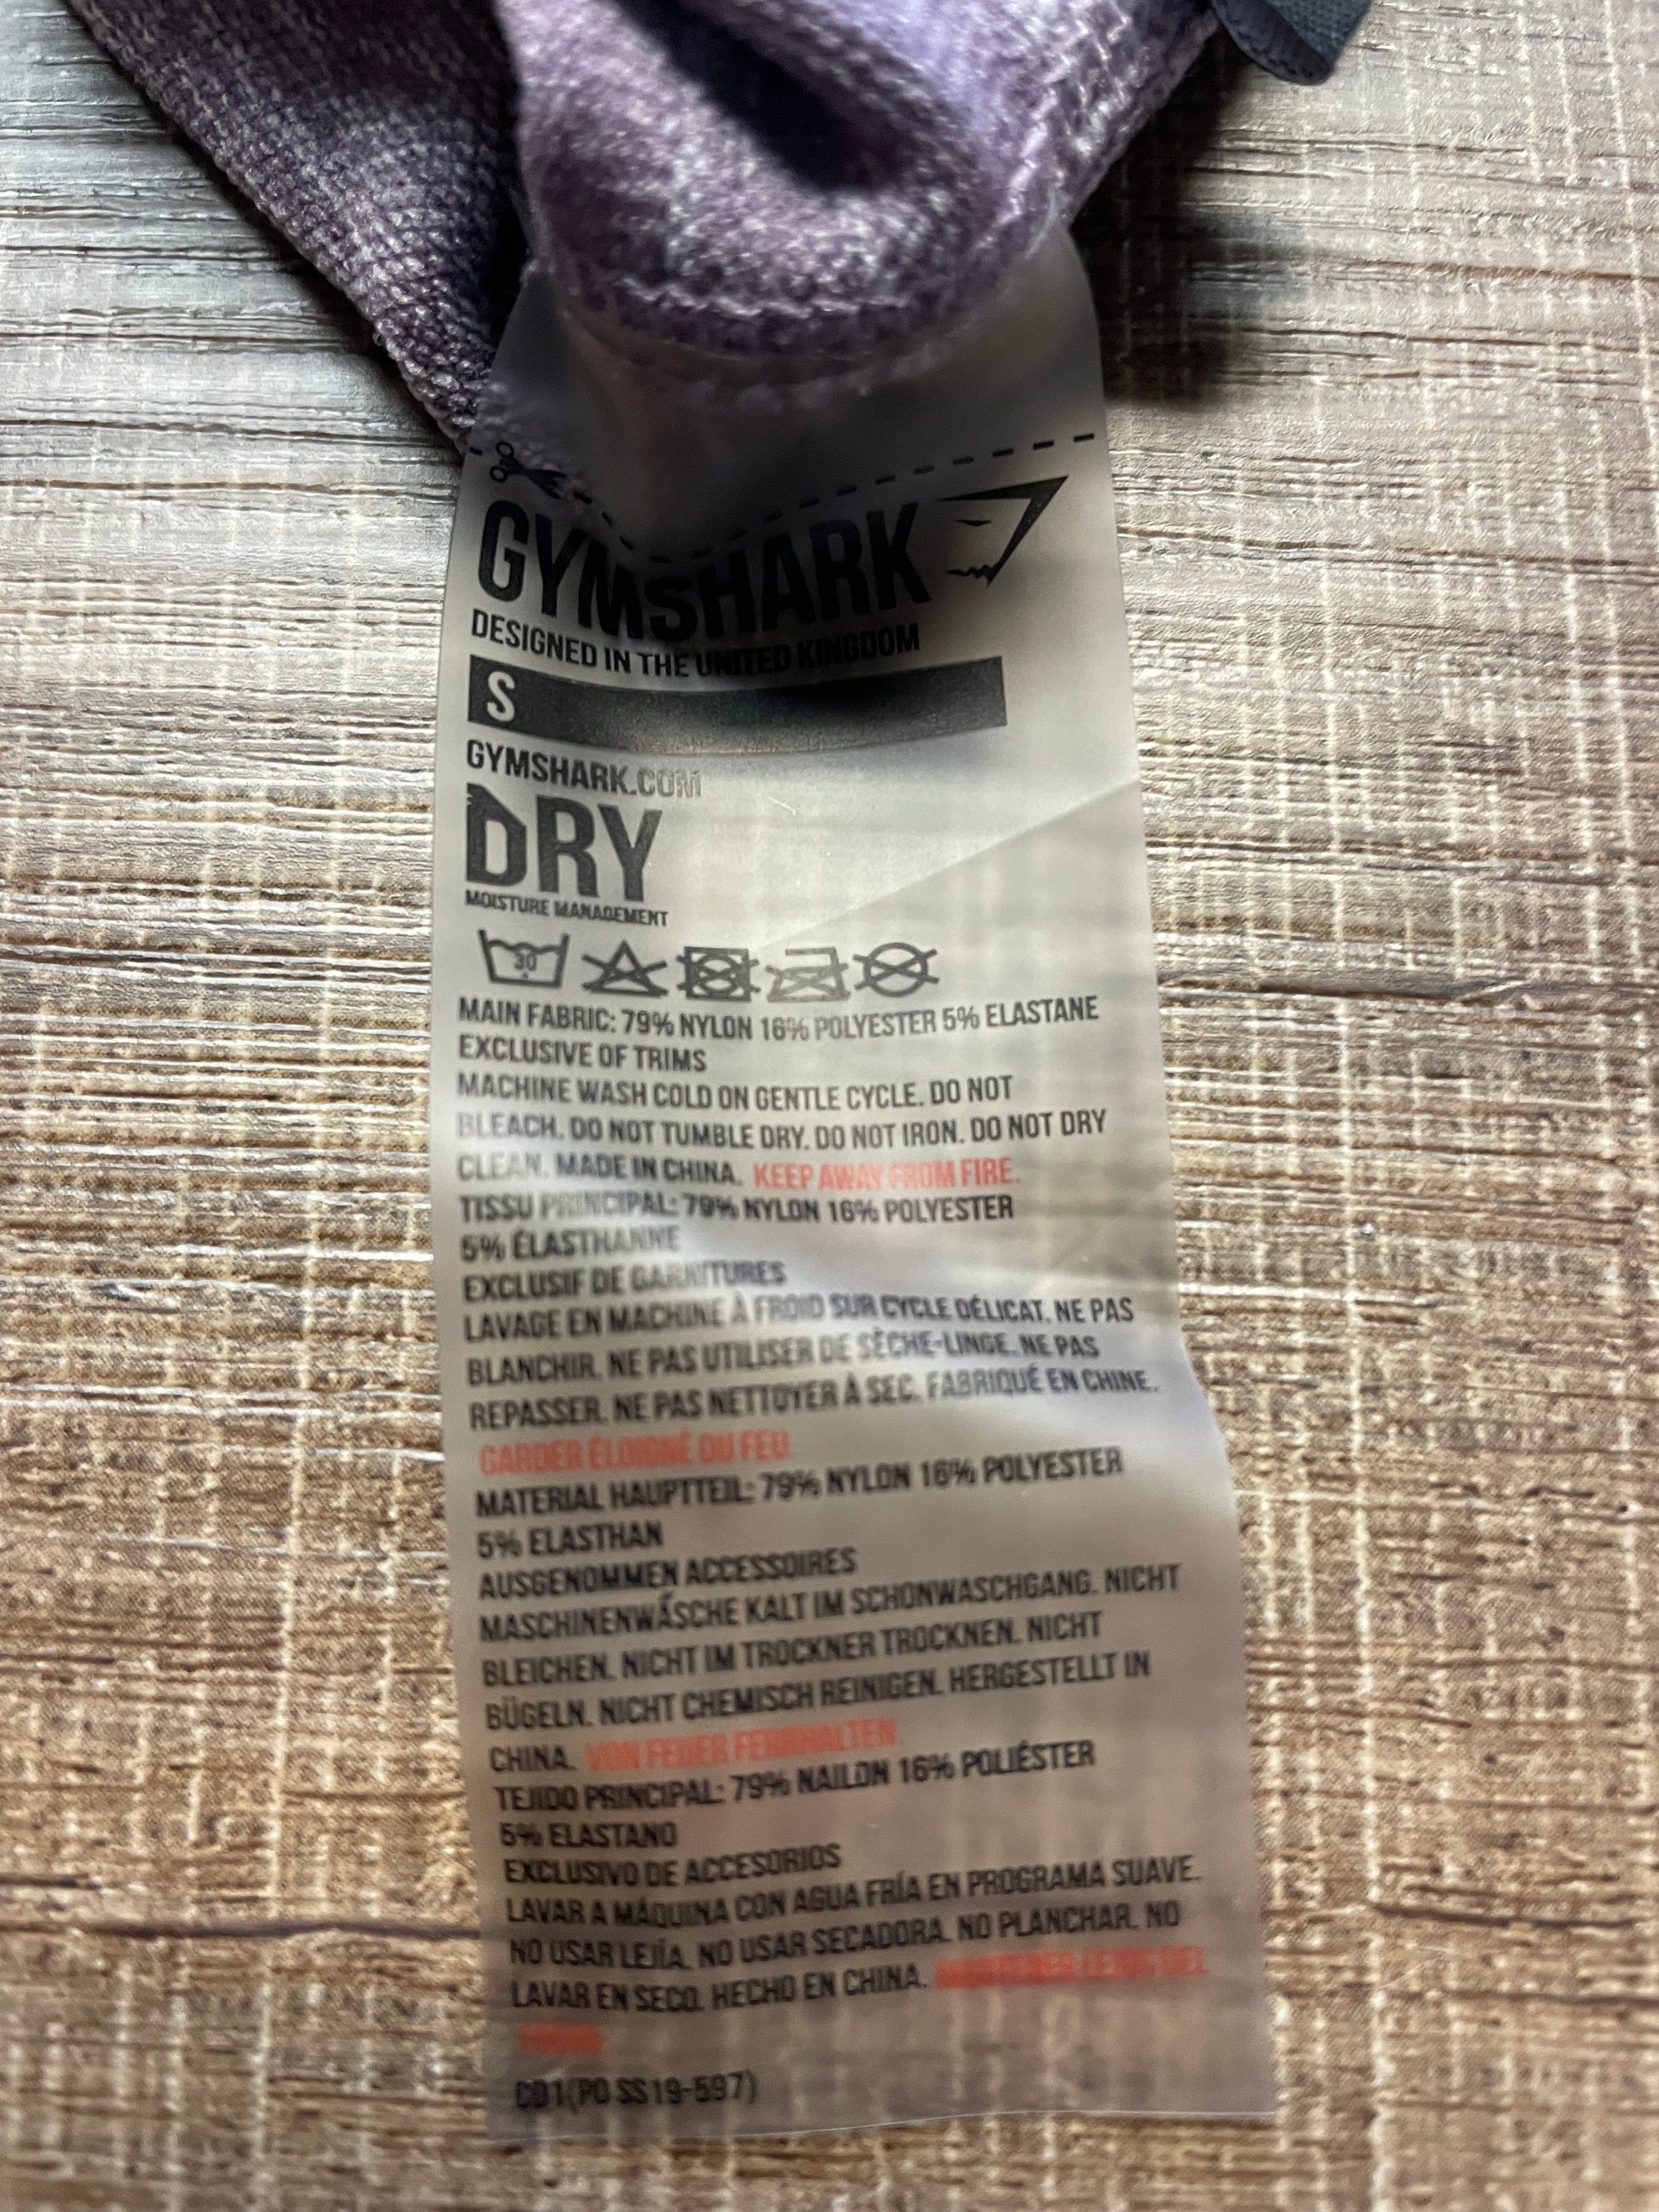 GYMSHARK
DESIGNED IN THE UNITED KINGDOM
S
GYMSHARK.COM
DRY
MOISTURE MANAGEMENT
30
MAIN FABRIC: 79% NYLON 16% POLYESTER 5% ELASTANE
EXCLUSIVE OF TRIMS
MACHINE WASH COLD ON GENTLE CYCLE. DO NOT
BLEACH. DO NOT TUMBLE DRY. DO NOT IRON. DO NOT DRY
CLEAN. MADE IN CHINA. KEEP AWAY FROM FIRE.
TISSU PRINCIPAL: 79% NYLON 16% POLYESTER
5% ÉLASTHANNE
EXCLUSIF DE GARNITURES
LAVAGE EN MACHINE À FROID SUR CYCLE DÉLICAT. NE PAS
BLANCHIR. NE PAS UTILISER DE SÈCHE-LINGE. NE PAS
REPASSER. NE PAS NETTOYER À SEC. FABRIQUÉ EN CHINE.
GARDER ÉLOIGNÉ DU FEU
MATERIAL HAUPTTEIL: 79% NYLON 16% POLYESTER
5% ELASTHAN
AUSGENOMMEN ACCESSOIRES
MASCHINENWÄSCHE KALT IM SCHONWASCHGANG. NICHT
BLEICHEN. NICHT IM TROCKNER TROCKNEN. NICHT
BÜGELN. NICHT CHEMISCH REINIGEN. HERGESTELLT IN
CHINA. VON FEUER FERNHALTEN.
TEJIDO PRINCIPAL: 79% NAILON 16% POLIÉSTER
5% ELASTANO
EXCLUSIVO DE ACCESORIOS
LAVAR A MÁQUINA CON AGUA FRÍA EN PROGRAMA SUAVE.
NO USAR LEJÍA. NO USAR SECADORA. NO PLANCHAR. NO
LAVAR EN SECO. HECHO EN CHINA.
CD1(PO SS19-597)